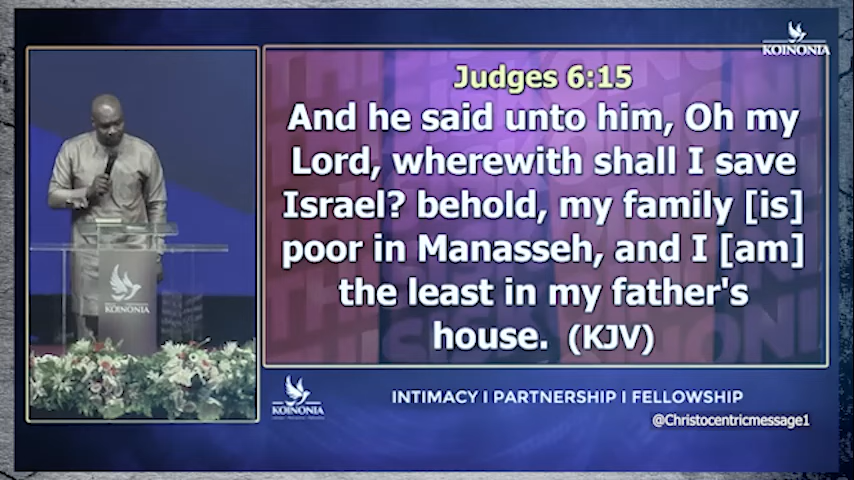 KOINONIA
Judges 6:15
And he said unto him, Oh my
Lord, wherewith shall I save
Israel? behold, my family [is]
poor in Manasseh, and I [am]
the least in my father's
house. (KJV)
KOINONIA
KOINONIA
INTIMACY I PARTNERSHIP I FELLOWSHIP
@Christocentricmessage1